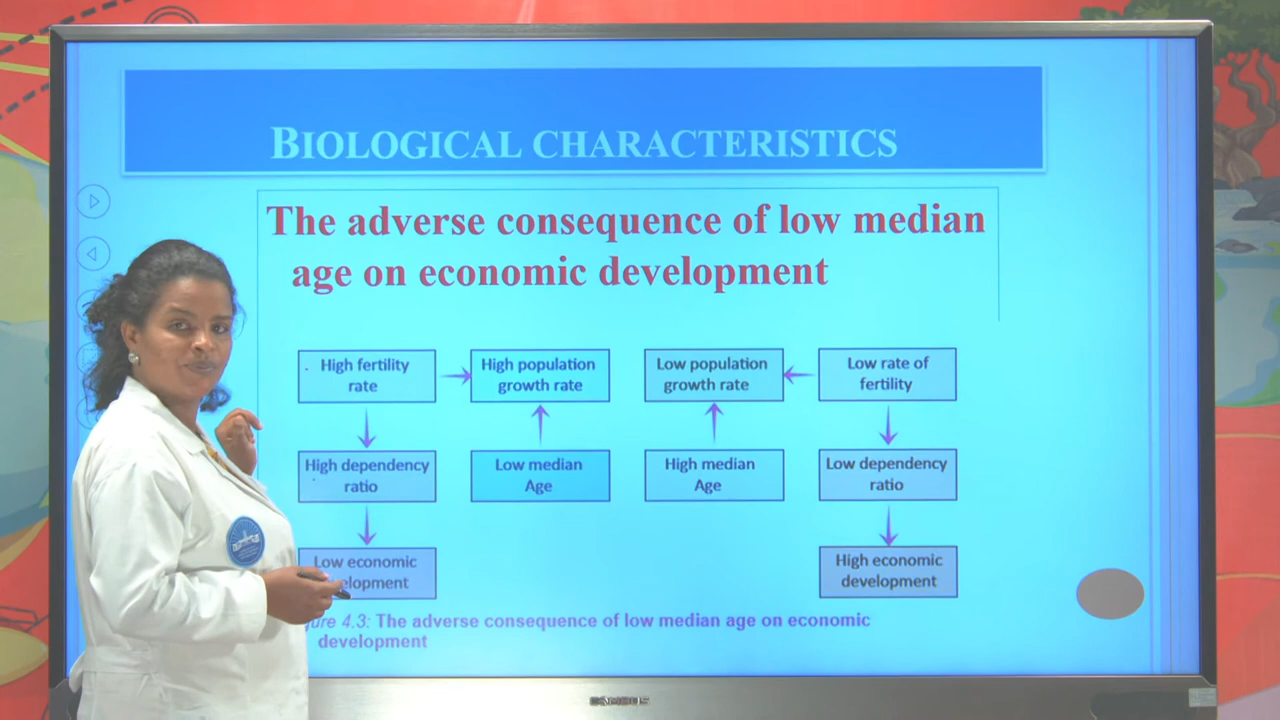 BIOLOGICAL CHARACTERISTICS
The adverse consequence of low median
age on economic development
High fertility
rate
High population
growth rate
Low population
growth rate
Low rate of
fertility
High dependency
ratio
Low median
Age
High median
Age
Low dependency
ratio
Low economic
High economic
development
4.3: The adverse consequence of low median age on economic
development